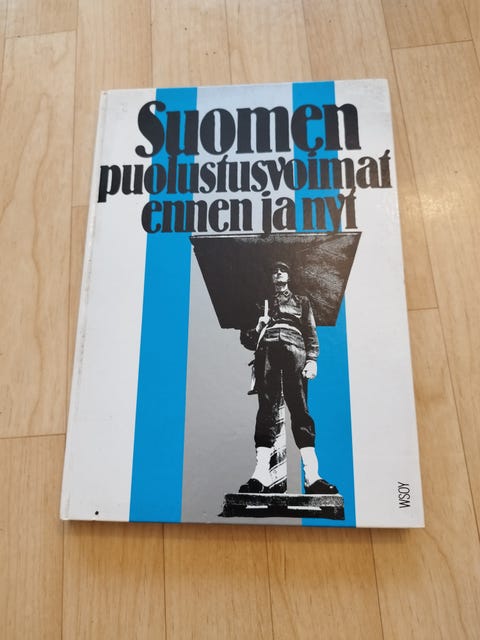 Suomen
puolustusvoimat
ennen ja nyt
WSOY